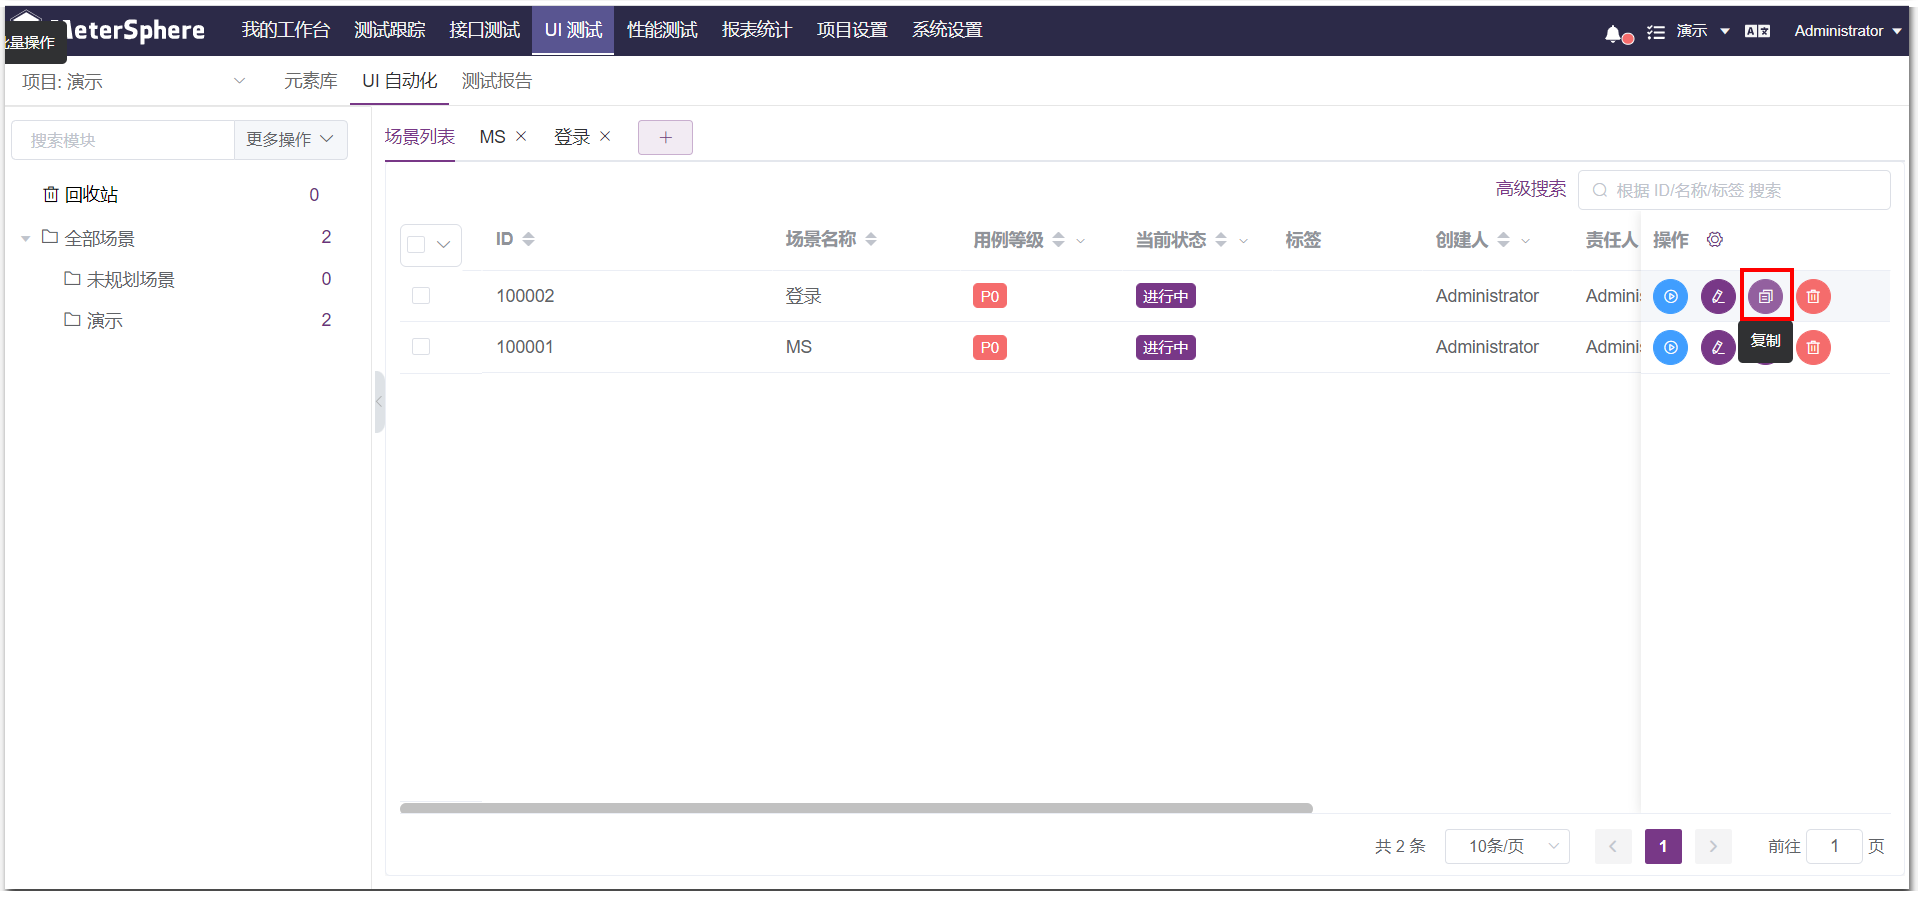 MeterSphere 我的工作台 测试跟踪 接口测试 UI 测试 性能测试 报表统计 项目设置 系统设置 演示 Administrator
批量操作
项目: 演示 元素库 UI 自动化 测试报告
搜索模块 更多操作
回收站 0
全部场景 2
未规划场景 0
演示 2
场景列表 MS 登录 +
高级搜索 根据 ID/名称/标签 搜索
ID 场景名称 用例等级 当前状态 标签 创建人 责任人 操作
100002 登录 P0 进行中 Administrator Admini
100001 MS P0 进行中 Administrator Admini
复制
共 2 条 10条/页 1 前往 1 页